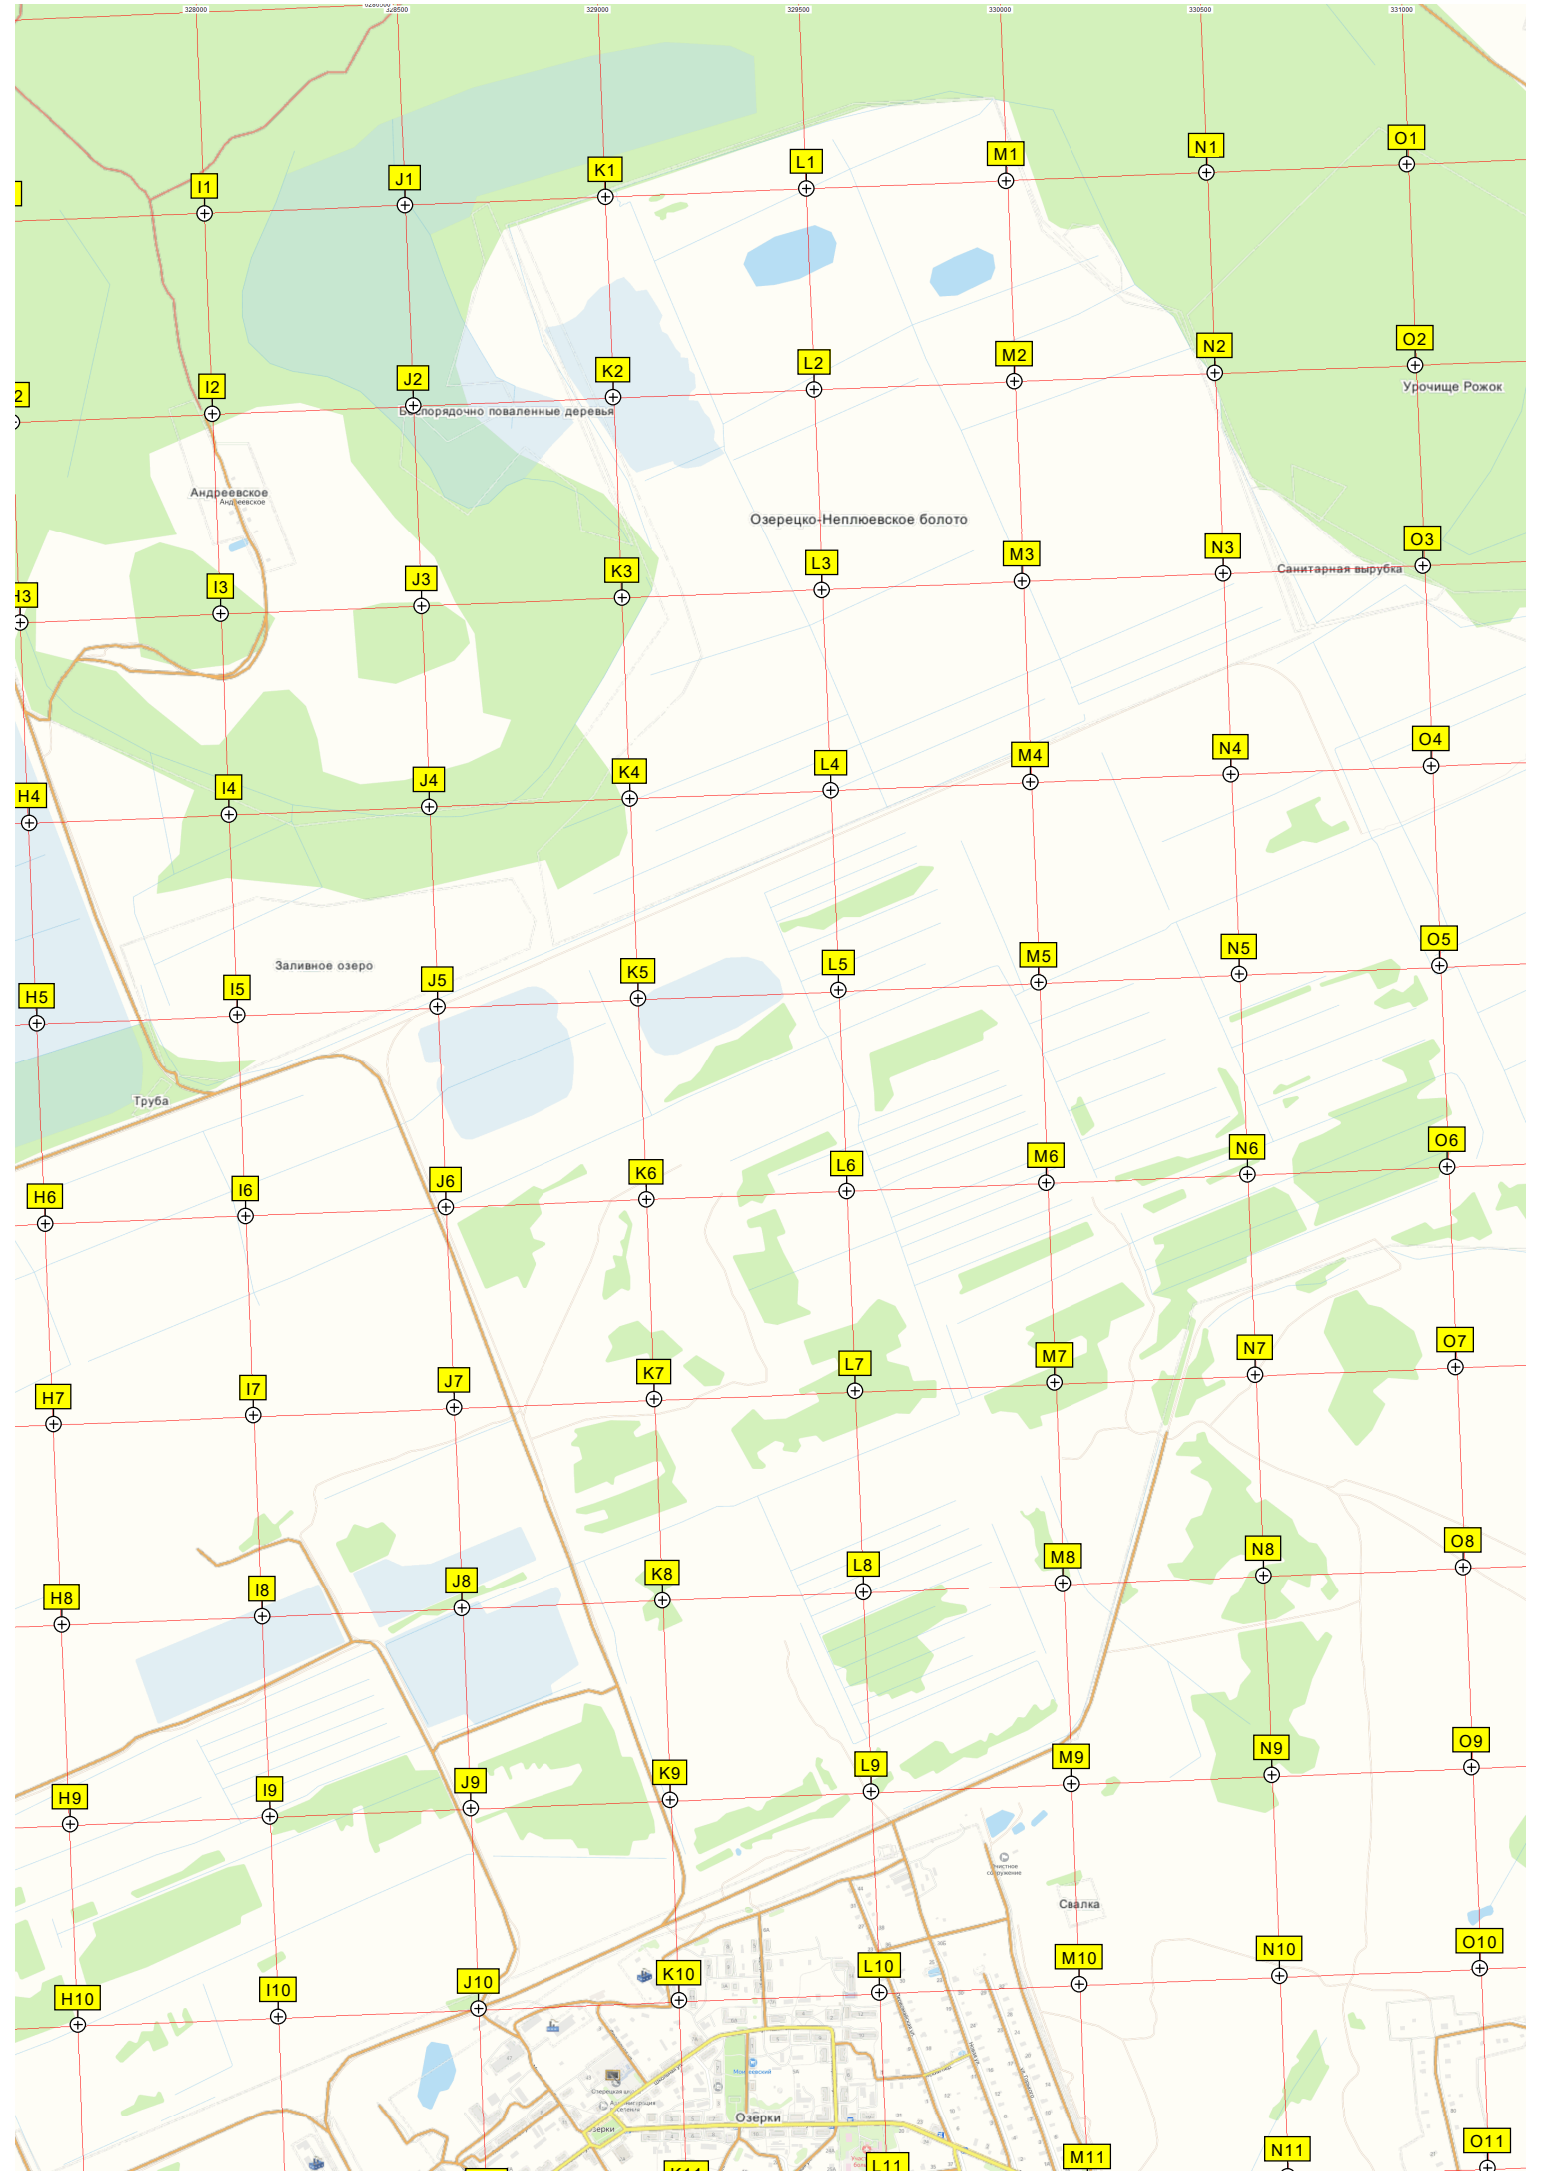 328000 328500 329000 329500 330000 330500 331000
I1 J1 K1 L1 M1 N1 O1
2 I2 J2 K2 L2 M2 N2 O2
Урочище Рожок
Беспорядочно поваленные деревья
Андреевское
Андреевское
Озерецко-Неплюевское болото
H3 I3 J3 K3 L3 M3 N3 O3
Санитарная вырубка
H4 I4 J4 K4 L4 M4 N4 O4
Заливное озеро
H5 I5 J5 K5 L5 M5 N5 O5
Труба
H6 I6 J6 K6 L6 M6 N6 O6
H7 I7 J7 K7 L7 M7 N7 O7
H8 I8 J8 K8 L8 M8 N8 O8
H9 I9 J9 K9 L9 M9 N9 O9
Свалка
H10 I10 J10 K10 L10 M10 N10 O10
Моисеевский
Озерки
L11 M11 N11 O11